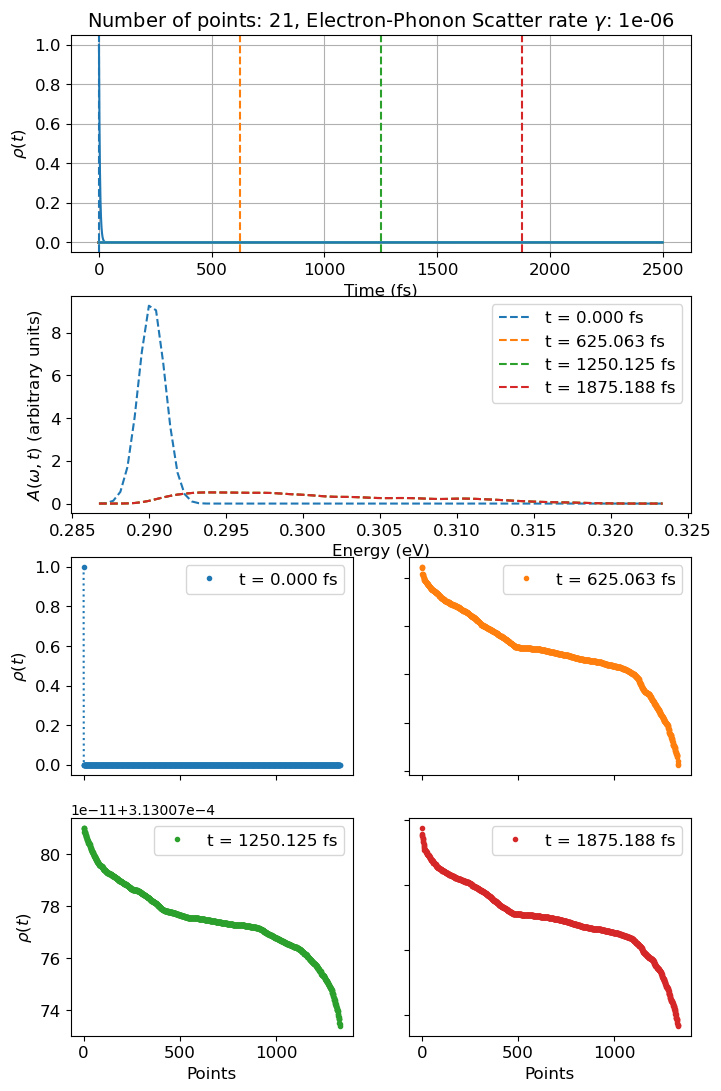 Number of points: 21, Electron-Phonon Scatter rate γ: 1e-06
1.0
0.8
0.6
0.4
0.2
0.0
ρ(t)
0
500
1000
1500
2000
2500
Time (fs)
8
6
4
2
0
A(ω, t) (arbitrary units)
t = 0.000 fs
t = 625.063 fs
t = 1250.125 fs
t = 1875.188 fs
0.285
0.290
0.295
0.300
0.305
0.310
0.315
0.320
0.325
Energy (eV)
1.0
0.8
0.6
0.4
0.2
0.0
ρ(t)
t = 0.000 fs
t = 625.063 fs
1e-11+3.13007e-4
80
78
76
74
ρ(t)
t = 1250.125 fs
0
500
1000
Points
t = 1875.188 fs
0
500
1000
Points